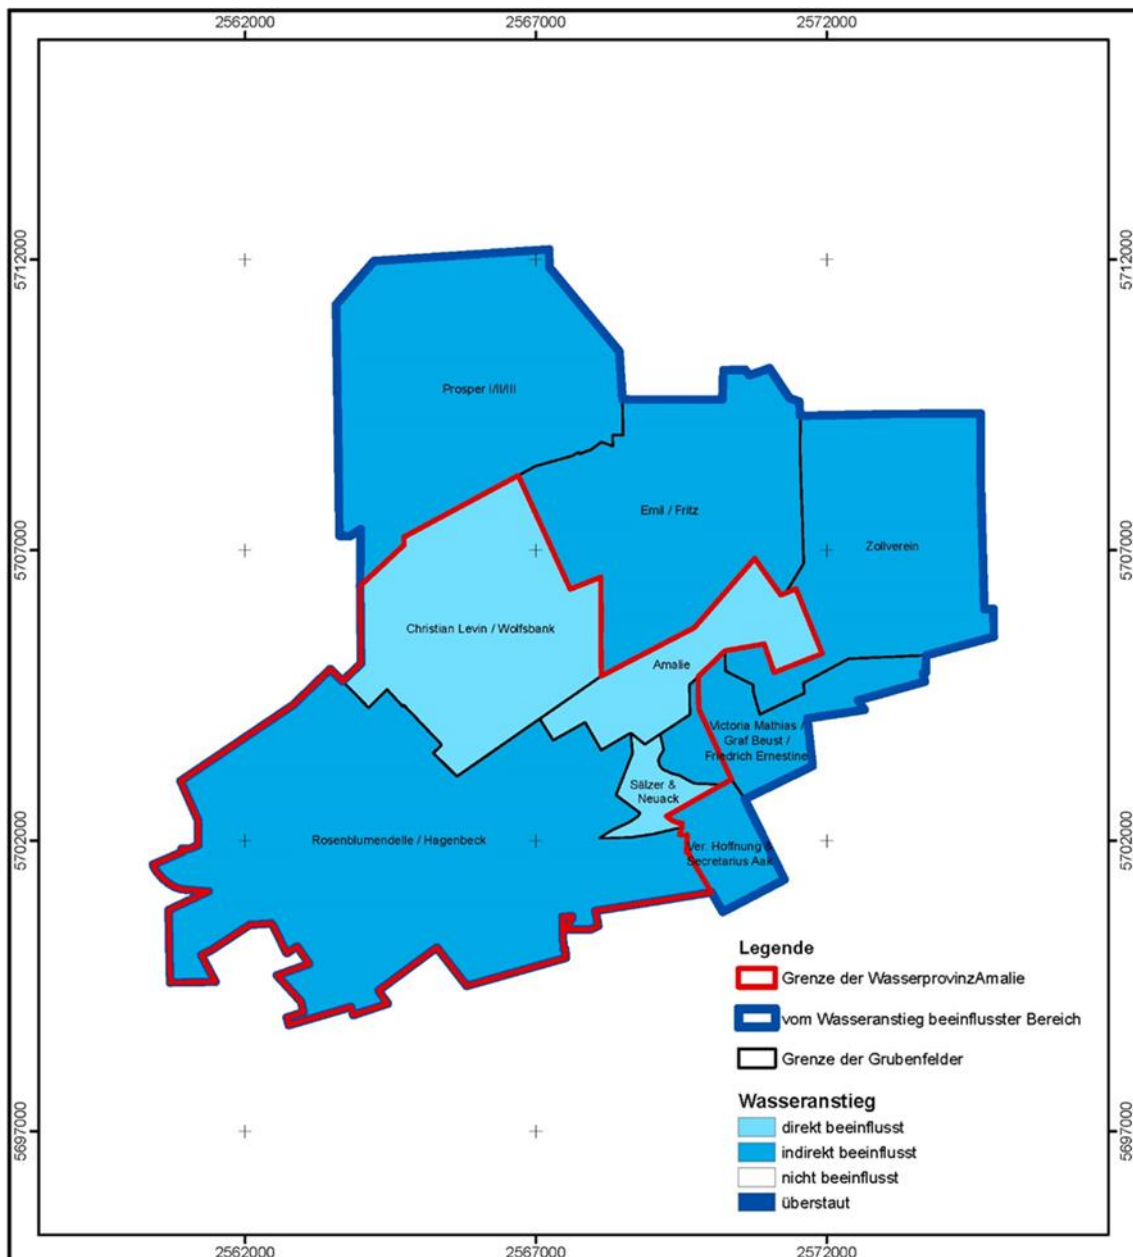 2562000
2567000
2572000
5712000
5712000
Prosper I/II/III
Emil / Fritz
Zollverein
5707000
5707000
Christian Levin / Wolfsbank
Amalie
Victoria Mathias /
Graf Beust /
Friedrich Ernestine
Sälzer &
Neuack
Rosenblumendelle / Hagenbeck
5702000
5702000
Ver. Hoffnung &
Secretarius Aak
Legende
Grenze der WasserprovinzAmalie
vom Wasseranstieg beeinflusster Bereich
Grenze der Grubenfelder
Wasseranstieg
direkt beeinflusst
indirekt beeinflusst
nicht beeinflusst
überstaut
5697000
5697000
2562000
2567000
2572000